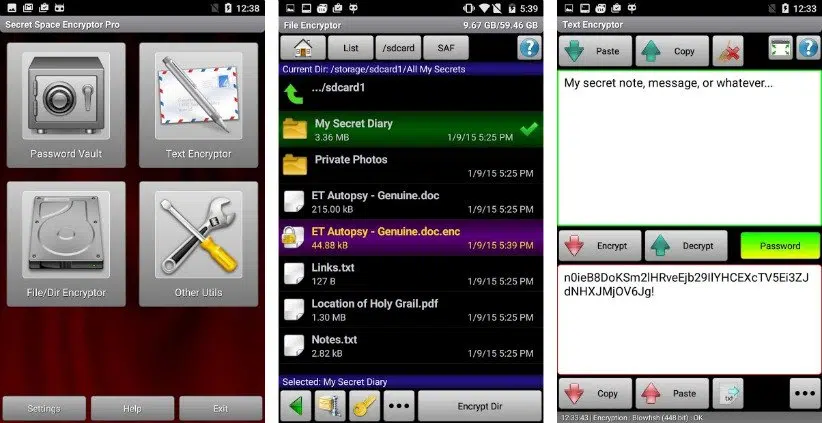 12:38
Secret Space Encryptor Pro
Password Vault
Text Encryptor
File/Dir Encryptor
Other Utils
Settings
Help
Exit
5:39
File Encryptor
9.67 GB/59.46 GB
List
/sdcard
SAF
?
Current Dir: /storage/sdcard1/All My Secrets
.../sdcard1
My Secret Diary
3.36 MB
1/9/15 5:25 PM
Private Photos
1/9/15 5:25 PM
ET Autopsy - Genuine.doc
215.00 kB
1/9/15 5:25 PM
ET Autopsy - Genuine.doc.enc
44.88 kB
1/9/15 5:39 PM
Links.txt
127 B
1/9/15 5:25 PM
Location of Holy Grail.pdf
1.30 MB
1/9/15 5:25 PM
Notes.txt
2.82 kB
1/9/15 5:25 PM
Selected: My Secret Diary
Encrypt Dir
12:33
Text Encryptor
Paste
Copy
?
My secret note, message, or whatever...
Encrypt
Decrypt
Password
n0ieB8DoKSm2lHRveEjb29IlYHCEXcTV5Ei3ZJ
dNHXJMjOV6Jg!
Copy
Paste
.txt
12:33:43 | Encryption : Blowfish (448 bit) : OK